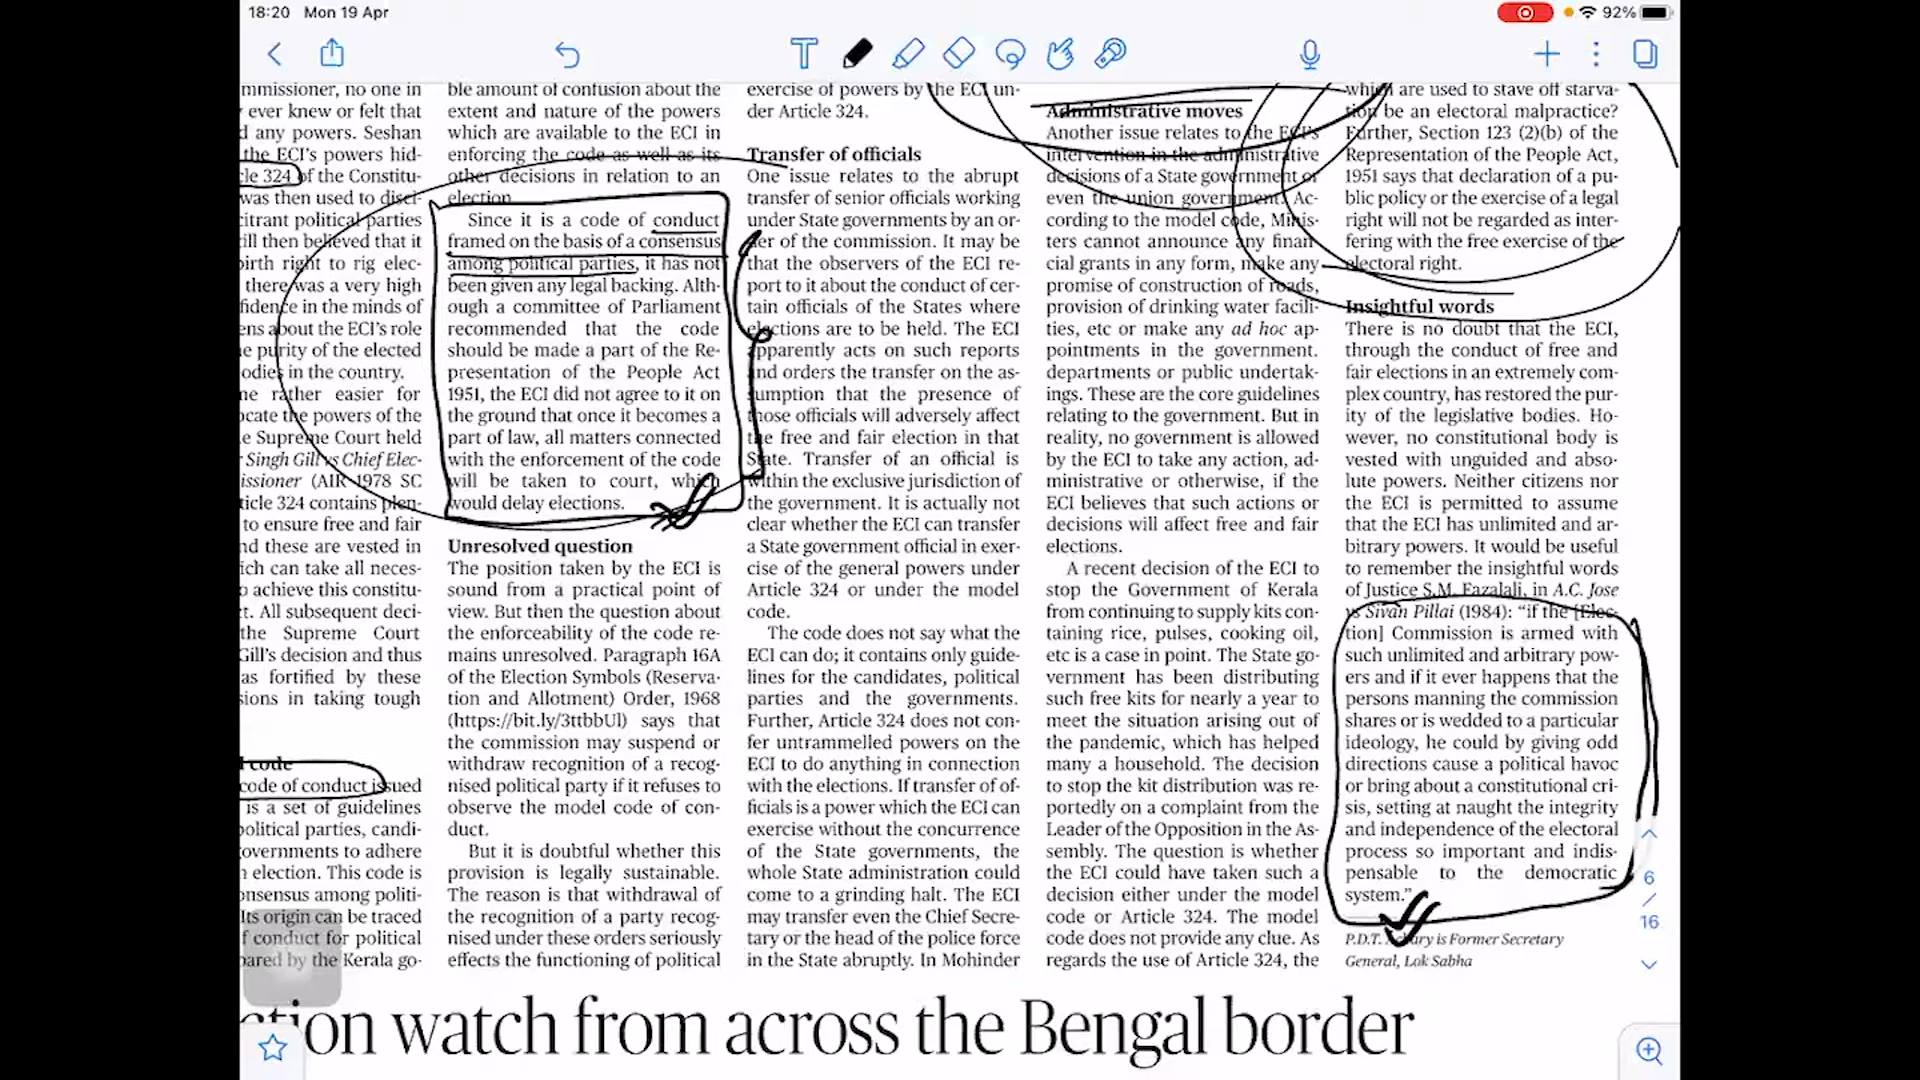 18:20 Mon 19 Apr
92%
mmissioner, no one in
ever knew or felt that
d any powers. Seshan
the ECI's powers hid-
cle 324 of the Constitu-
was then used to disci-
citrant political parties
ill then believed that it
birth right to rig elec-
there was a very high
fidence in the minds of
ens about the ECI's role
e purity of the elected
odies in the country.
me rather easier for
ocate the powers of the
e Supreme Court held
r Singh Gill vs Chief Elec-
issioner (AIR 1978 SC
ticle 324 contains plen-
to ensure free and fair
nd these are vested in
ich can take all neces-
o achieve this constitu-
t. All subsequent deci-
the Supreme Court
Gill's decision and thus
as fortified by these
sions in taking tough
code
code of conduct issued
is a set of guidelines
political parties, candi-
overnments to adhere
n election. This code is
onsensus among politi-
Its origin can be traced
f conduct for political
pared by the Kerala go-
ble amount of confusion about the
extent and nature of the powers
which are available to the ECI in
enforcing the code as well as its
other decisions in relation to an
election.
Since it is a code of conduct
framed on the basis of a consensus
among political parties, it has not
been given any legal backing. Alth-
ough a committee of Parliament
recommended that the code
should be made a part of the Re-
presentation of the People Act
1951, the ECI did not agree to it on
the ground that once it becomes a
part of law, all matters connected
with the enforcement of the code
will be taken to court, which
would delay elections.
Unresolved question
The position taken by the ECI is
sound from a practical point of
view. But then the question about
the enforceability of the code re-
mains unresolved. Paragraph 16A
of the Election Symbols (Reserva-
tion and Allotment) Order, 1968
(https://bit.ly/3ttbbUl) says that
the commission may suspend or
withdraw recognition of a recog-
nised political party if it refuses to
observe the model code of con-
duct.
But it is doubtful whether this
provision is legally sustainable.
The reason is that withdrawal of
the recognition of a party recog-
nised under these orders seriously
effects the functioning of political
exercise of powers by the ECI un-
der Article 324.
Transfer of officials
One issue relates to the abrupt
transfer of senior officials working
under State governments by an or-
der of the commission. It may be
that the observers of the ECI re-
port to it about the conduct of cer-
tain officials of the States where
elections are to be held. The ECI
apparently acts on such reports
and orders the transfer on the as-
sumption that the presence of
those officials will adversely affect
the free and fair election in that
State. Transfer of an official is
within the exclusive jurisdiction of
the government. It is actually not
clear whether the ECI can transfer
a State government official in exer-
cise of the general powers under
Article 324 or under the model
code.
The code does not say what the
ECI can do; it contains only guide-
lines for the candidates, political
parties and the governments.
Further, Article 324 does not con-
fer untrammelled powers on the
ECI to do anything in connection
with the elections. If transfer of of-
ficials is a power which the ECI can
exercise without the concurrence
of the State governments, the
whole State administration could
come to a grinding halt. The ECI
may transfer even the Chief Secre-
tary or the head of the police force
in the State abruptly. In Mohinder
Administrative moves
Another issue relates to the ECI's
intervention in the administrative
decisions of a State government or
even the union government. Ac-
cording to the model code, Minis-
ters cannot announce any finan-
cial grants in any form, make any
promise of construction of roads,
provision of drinking water facili-
ties, etc or make any ad hoc ap-
pointments in the government.
departments or public undertak-
ings. These are the core guidelines
relating to the government. But in
reality, no government is allowed
by the ECI to take any action, ad-
ministrative or otherwise, if the
ECI believes that such actions or
decisions will affect free and fair
elections.
A recent decision of the ECI to
stop the Government of Kerala
from continuing to supply kits con-
taining rice, pulses, cooking oil,
etc is a case in point. The State go-
vernment has been distributing
such free kits for nearly a year to
meet the situation arising out of
the pandemic, which has helped
many a household. The decision
to stop the kit distribution was re-
portedly on a complaint from the
Leader of the Opposition in the As-
sembly. The question is whether
the ECI could have taken such a
decision either under the model
code or Article 324. The model
code does not provide any clue. As
regards the use of Article 324, the
which are used to stave off starva-
tion be an electoral malpractice?
Further, Section 123 (2)(b) of the
Representation of the People Act,
1951 says that declaration of a pu-
blic policy or the exercise of a legal
right will not be regarded as inter-
fering with the free exercise of the
electoral right.
Insightful words
There is no doubt that the ECI,
through the conduct of free and
fair elections in an extremely com-
plex country, has restored the pur-
ity of the legislative bodies. Ho-
wever, no constitutional body is
vested with unguided and abso-
lute powers. Neither citizens nor
the ECI is permitted to assume
that the ECI has unlimited and ar-
bitrary powers. It would be useful
to remember the insightful words
of Justice S.M. Fazalali, in A.C. Jose
vs Sivan Pillai (1984): "if the [Elec-
tion] Commission is armed with
such unlimited and arbitrary pow-
ers and if it ever happens that the
persons manning the commission
shares or is wedded to a particular
ideology, he could by giving odd
directions cause a political havoc
or bring about a constitutional cri-
sis, setting at naught the integrity
and independence of the electoral
process so important and indis-
pensable to the democratic
system."
P.D.T. Achary is Former Secretary
General, Lok Sabha
6
/
16
ction watch from across the Bengal border